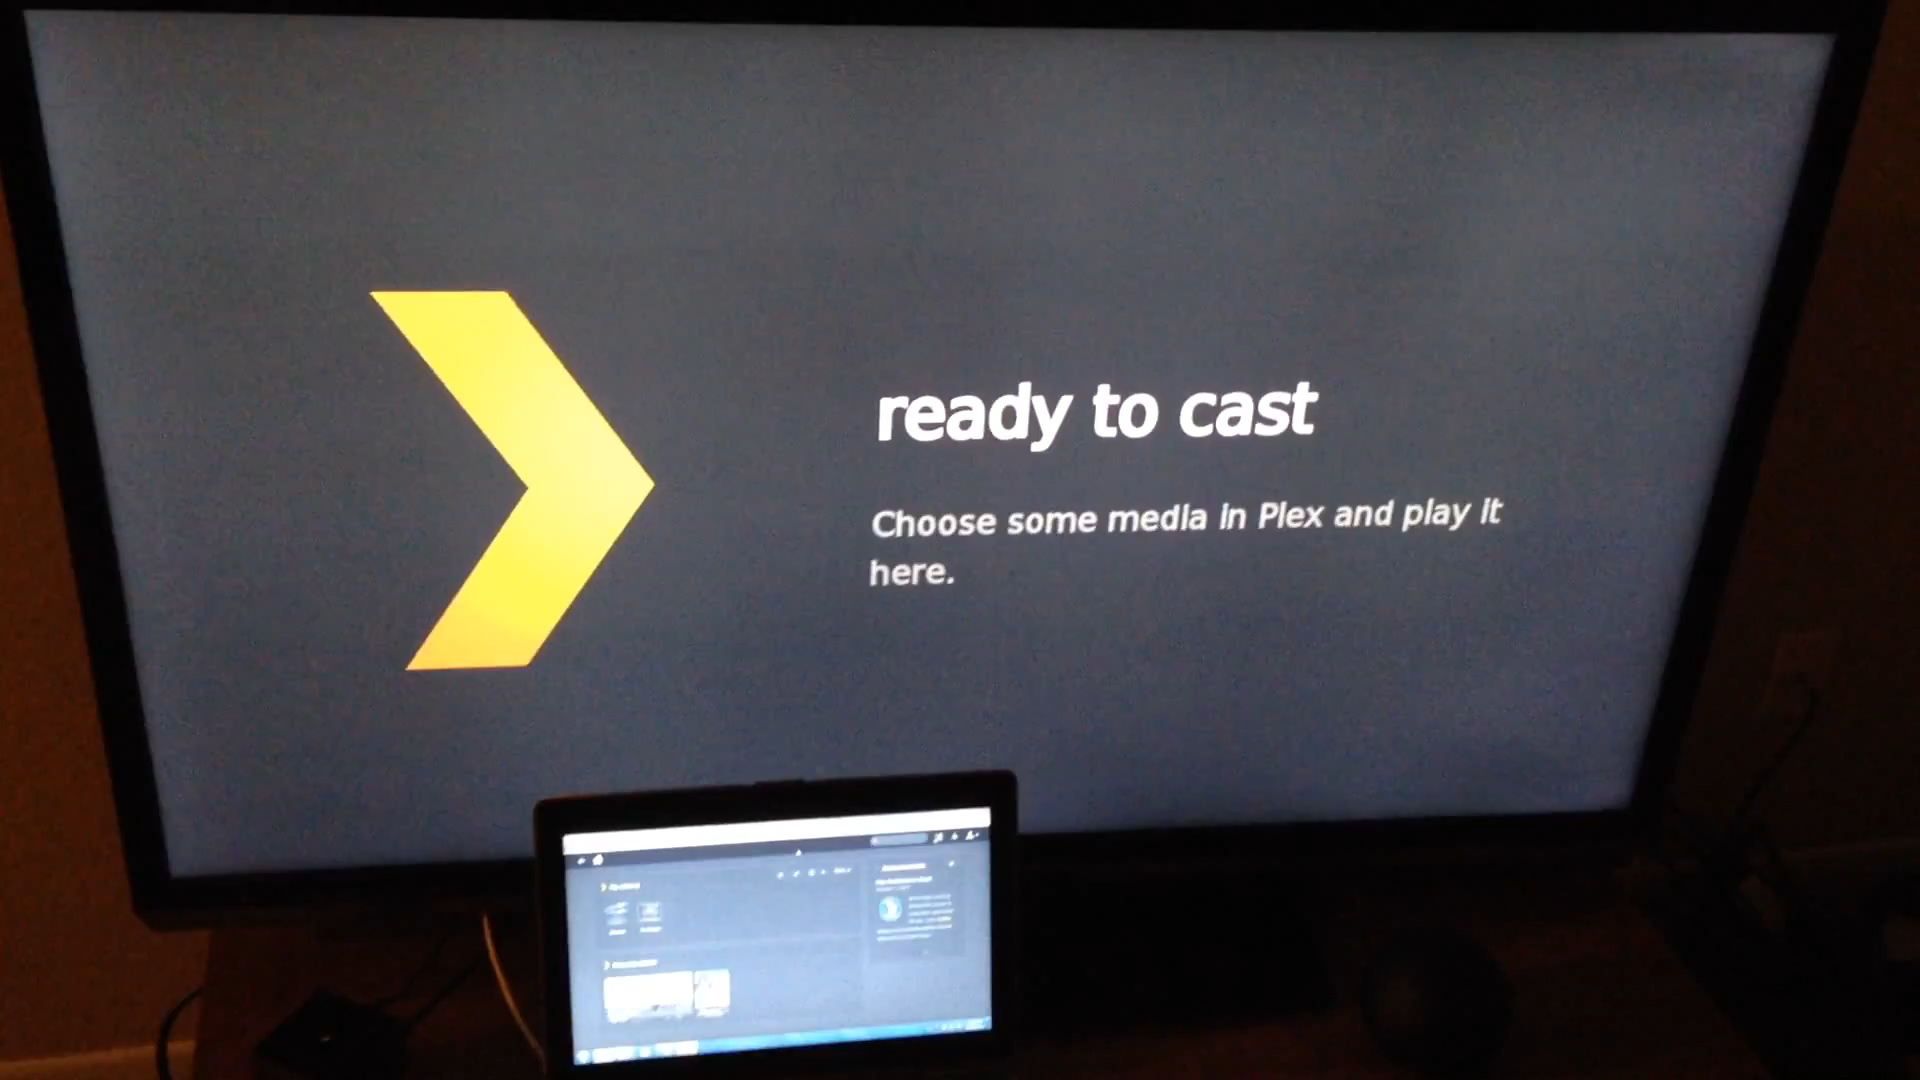 ready to cast
Choose some media in Plex and play it
here.